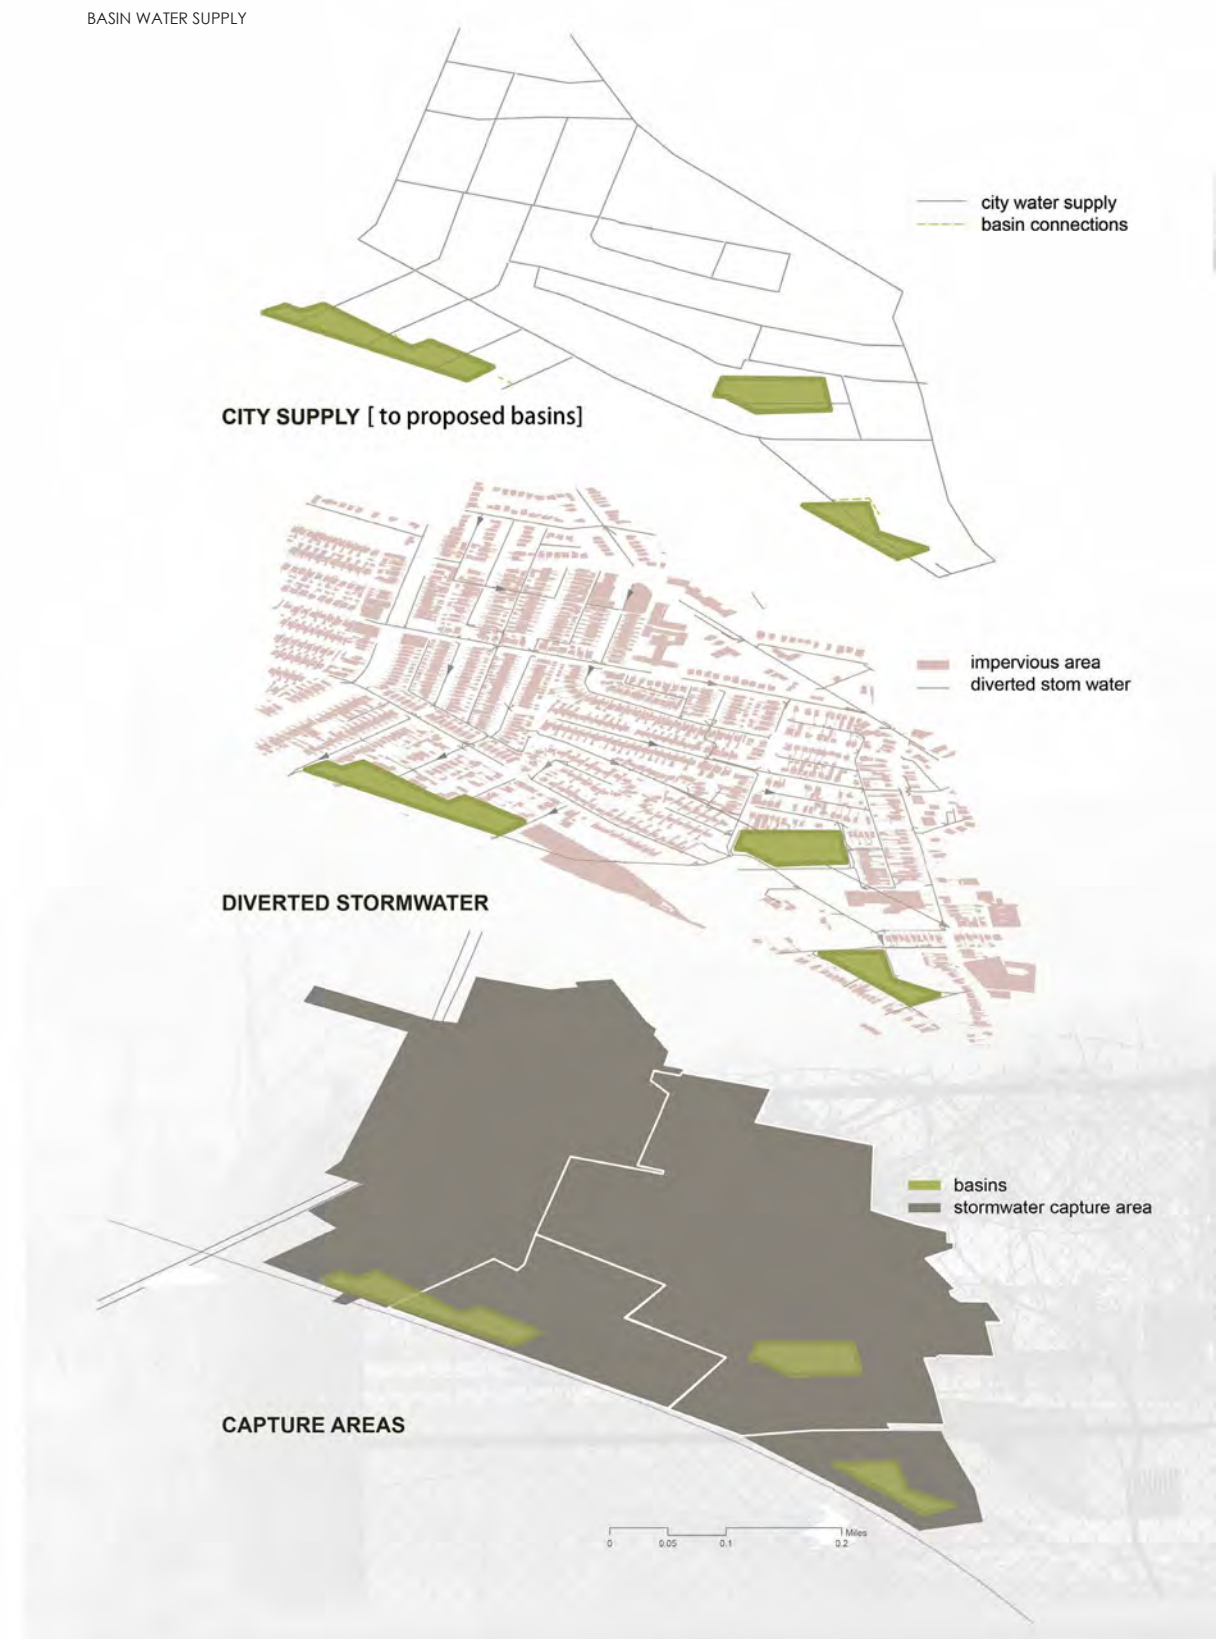 BASIN WATER SUPPLY
city water supply
basin connections
CITY SUPPLY [ to proposed basins]
impervious area
diverted stom water
DIVERTED STORMWATER
basins
stormwater capture area
CAPTURE AREAS
Miles
0 0.05 0.1 0.2